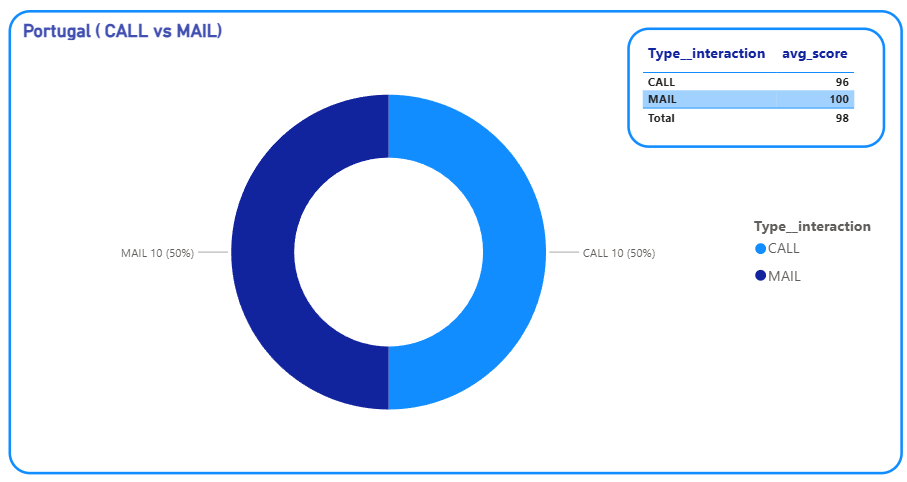 Portugal ( CALL vs MAIL)
Type__interaction avg_score
CALL 96
MAIL 100
Total 98
MAIL 10 (50%)
CALL 10 (50%)
Type__interaction
CALL
MAIL